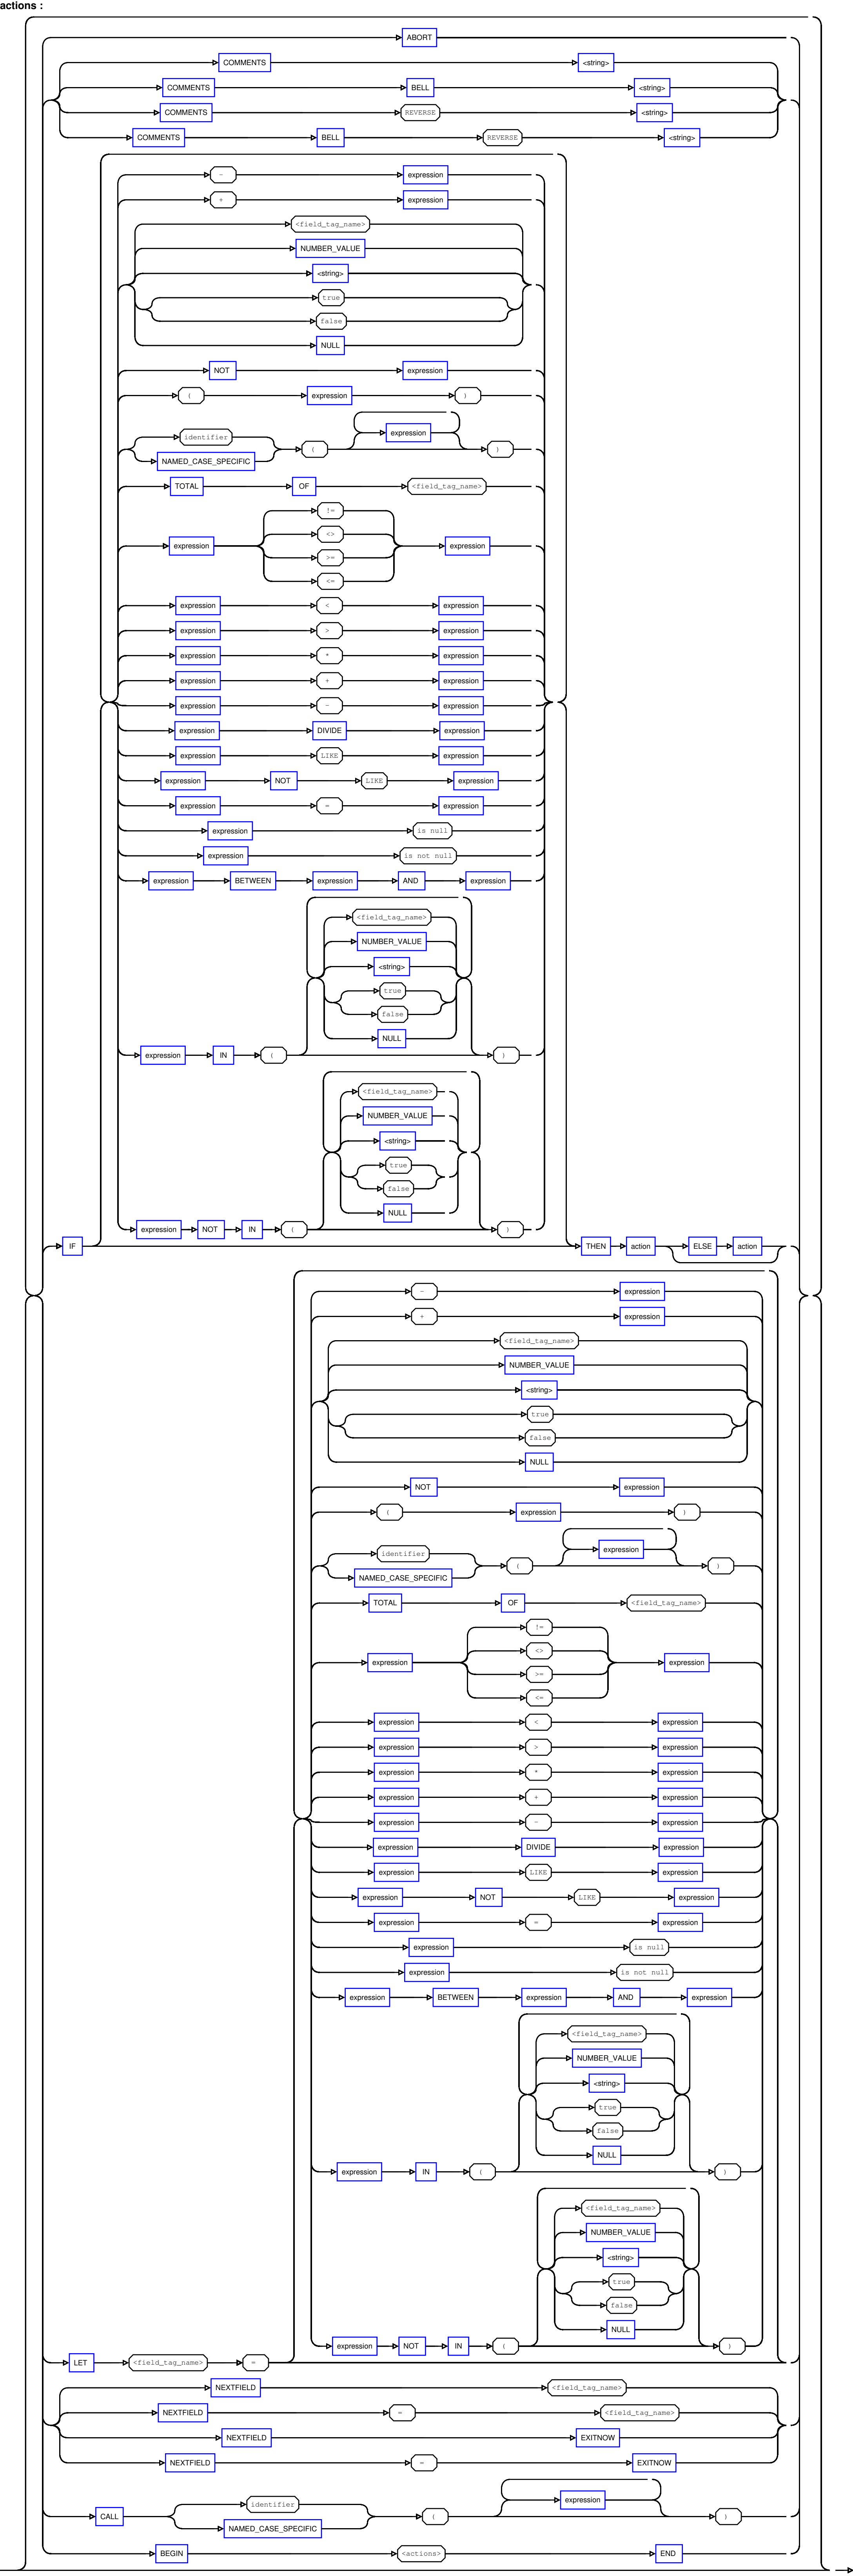 actions :
ABORT
COMMENTS <string>
COMMENTS BELL <string>
COMMENTS REVERSE <string>
COMMENTS BELL REVERSE <string>
- expression
+ expression
<field_tag_name>
NUMBER_VALUE
<string>
true
false
NULL
NOT expression
( expression )
expression
identifier ( )
NAMED_CASE_SPECIFIC
TOTAL OF <field_tag_name>
!=
<>
expression expression
>=
<=
expression < expression
expression > expression
expression * expression
expression + expression
expression - expression
expression DIVIDE expression
expression LIKE expression
expression NOT LIKE expression
expression = expression
expression is null
expression is not null
expression BETWEEN expression AND expression
<field_tag_name>
NUMBER_VALUE
<string>
true
false
NULL
expression IN ( )
<field_tag_name>
NUMBER_VALUE
<string>
true
false
NULL
expression NOT IN ( )
IF THEN action ELSE action
- expression
+ expression
<field_tag_name>
NUMBER_VALUE
<string>
true
false
NULL
NOT expression
( expression )
expression
identifier ( )
NAMED_CASE_SPECIFIC
TOTAL OF <field_tag_name>
!=
<>
expression expression
>=
<=
expression < expression
expression > expression
expression * expression
expression + expression
expression - expression
expression DIVIDE expression
expression LIKE expression
expression NOT LIKE expression
expression = expression
expression is null
expression is not null
expression BETWEEN expression AND expression
<field_tag_name>
NUMBER_VALUE
<string>
true
false
NULL
expression IN ( )
<field_tag_name>
NUMBER_VALUE
<string>
true
false
NULL
expression NOT IN ( )
LET <field_tag_name> =
NEXTFIELD <field_tag_name>
NEXTFIELD = <field_tag_name>
NEXTFIELD EXITNOW
NEXTFIELD = EXITNOW
expression
identifier
CALL ( )
NAMED_CASE_SPECIFIC
BEGIN <actions> END